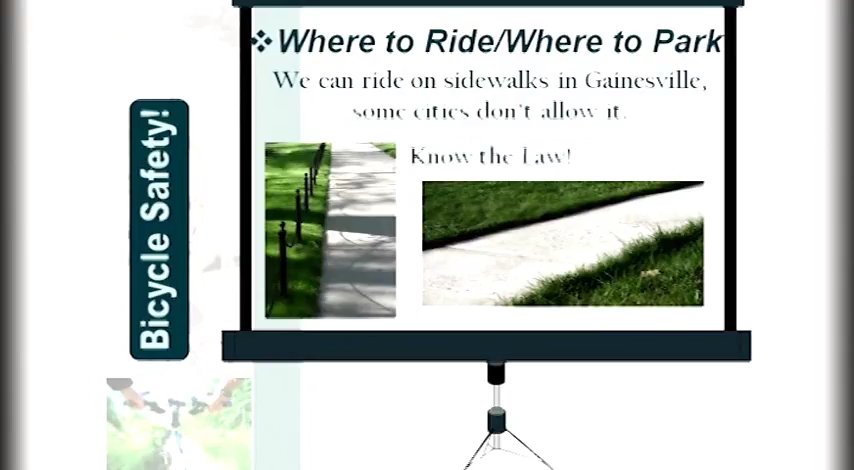 Where to Ride/Where to Park
We can ride on sidewalks in Gainesville,
some cities don't allow it.
Know the Law!
Bicycle Safety!